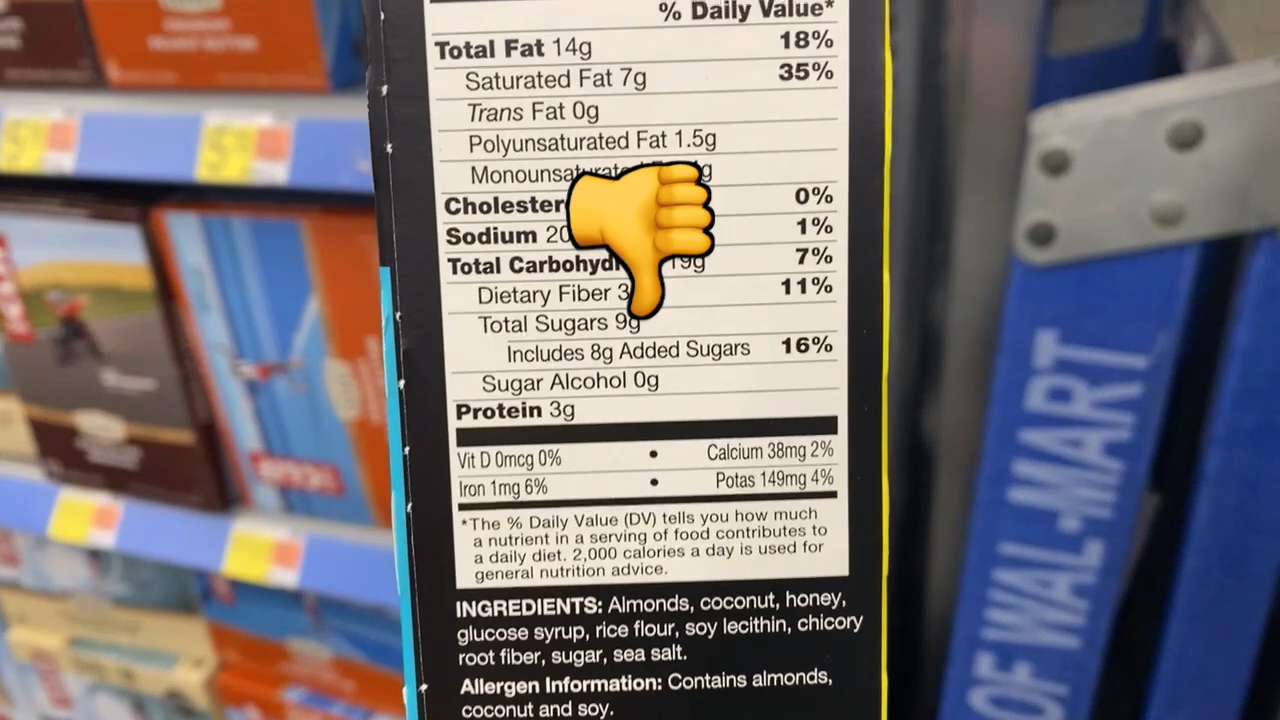 % Daily Value*
Total Fat 14g 18%
Saturated Fat 7g 35%
Trans Fat 0g
Polyunsaturated Fat 1.5g
0%
Sodium 1%
Total 19g 7%
Dietary Fiber 11%
Total Sugars 9g
Includes 8g Added Sugars 16%
Sugar Alcohol 0g
Protein 3g
Vit D 0mcg 0% • Calcium 38mg 2%
Iron 1mg 6% • Potas 149mg 4%
*The % Daily Value (DV) tells you how much
a nutrient in a serving of food contributes to
a daily diet. 2,000 calories a day is used for
general nutrition advice.
INGREDIENTS: Almonds, coconut, honey,
glucose syrup, rice flour, soy lecithin, chicory
root fiber, sugar, sea salt.
Allergen Information: Contains almonds,
coconut and soy.
OF WAL-MART